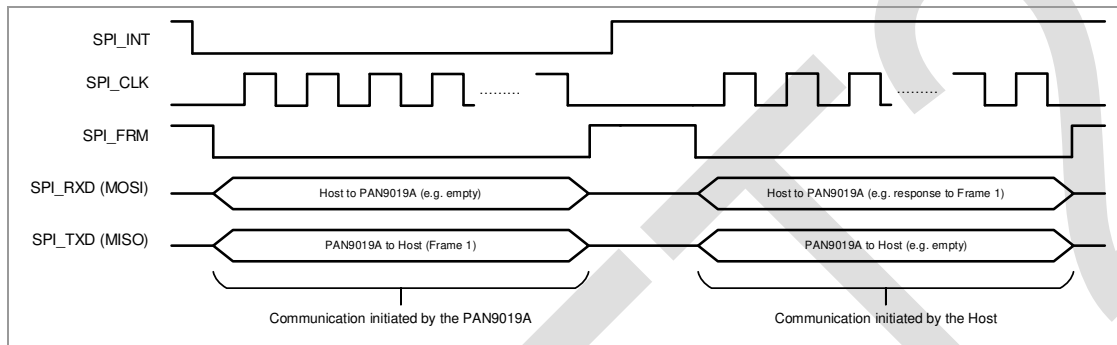 SPI_INT
SPI_CLK
.........
.........
SPI_FRM
SPI_RXD (MOSI)
Host to PAN9019A (e.g. empty)
Host to PAN9019A (e.g. response to Frame 1)
SPI_TXD (MISO)
PAN9019A to Host (Frame 1)
PAN9019A to Host (e.g. empty)
Communication initiated by the PAN9019A
Communication initiated by the Host